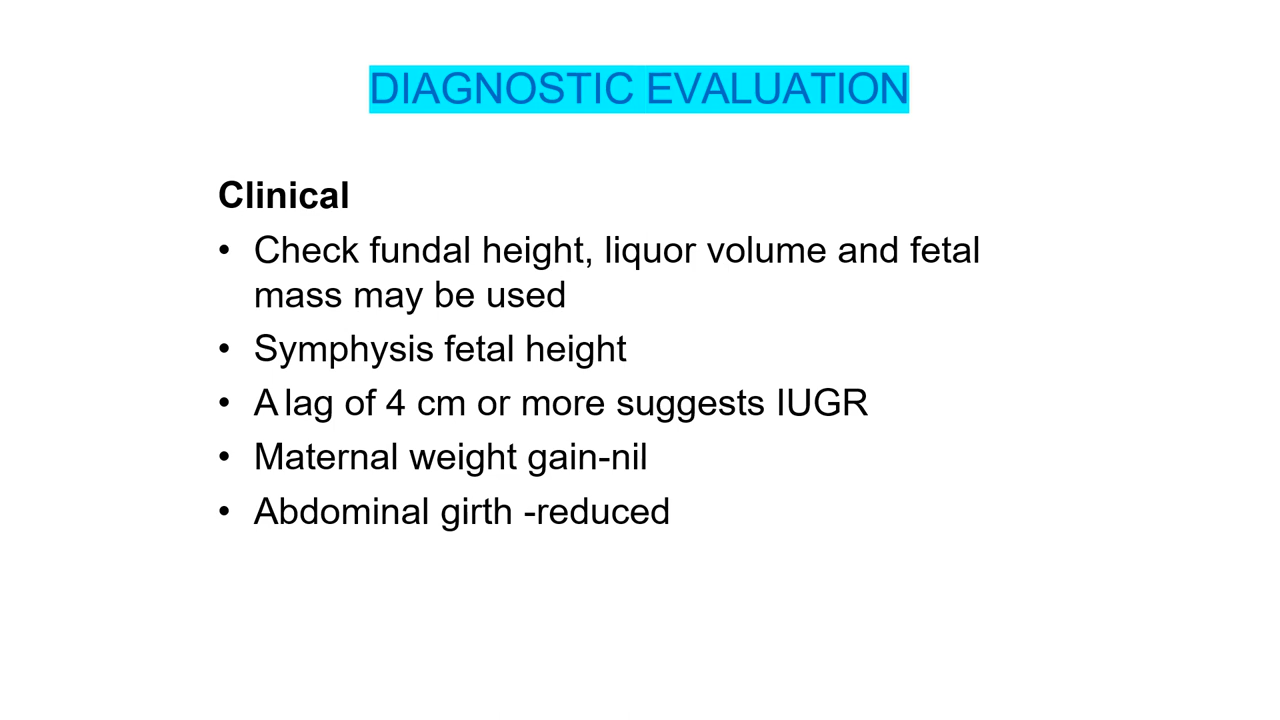 DIAGNOSTIC EVALUATION
Clinical
• Check fundal height, liquor volume and fetal
mass may be used
• Symphysis fetal height
• A lag of 4 cm or more suggests IUGR
• Maternal weight gain-nil
• Abdominal girth -reduced